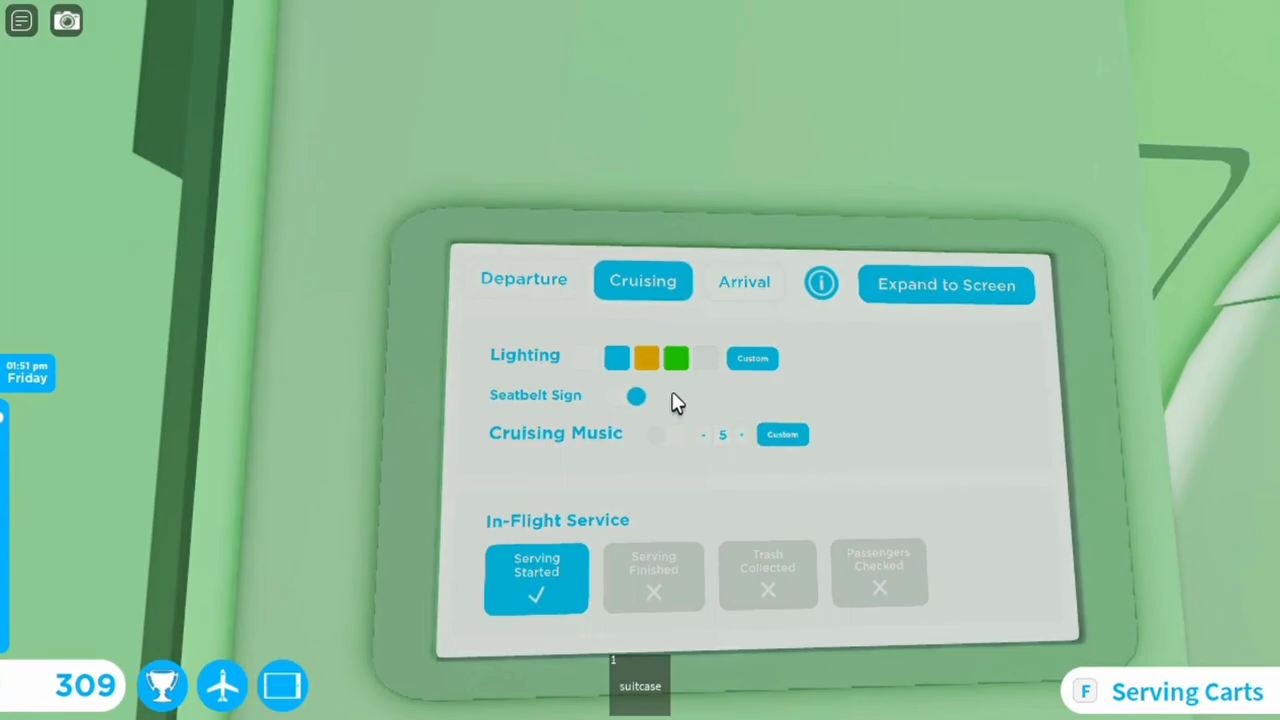 Departure Cruising Arrival i Expand to Screen
Lighting Custom
Seatbelt Sign
Cruising Music - 5 + Custom
01:51 pm
Friday
In-Flight Service
Serving Started
Serving Finished
Trash Collected
Passengers Checked
309
1
suitcase
F Serving Carts